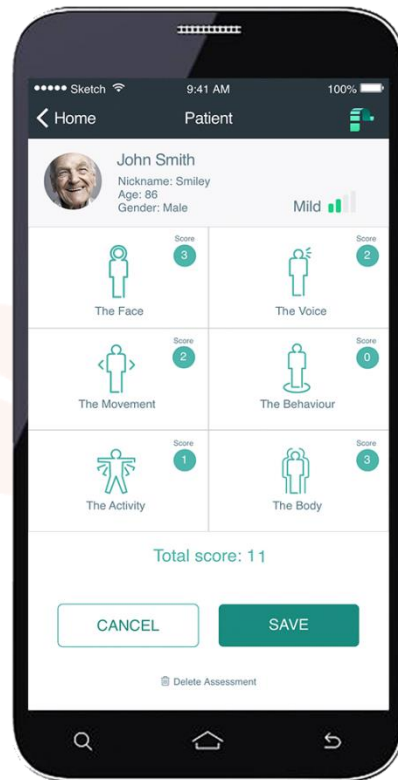 Sketch 9:41 AM 100%
Home Patient
John Smith
Nickname: Smiley
Age: 86
Gender: Male
Mild
Score
3
The Face
Score
2
The Voice
Score
2
The Movement
Score
0
The Behaviour
Score
1
The Activity
Score
3
The Body
Total score: 11
CANCEL SAVE
Delete Assessment